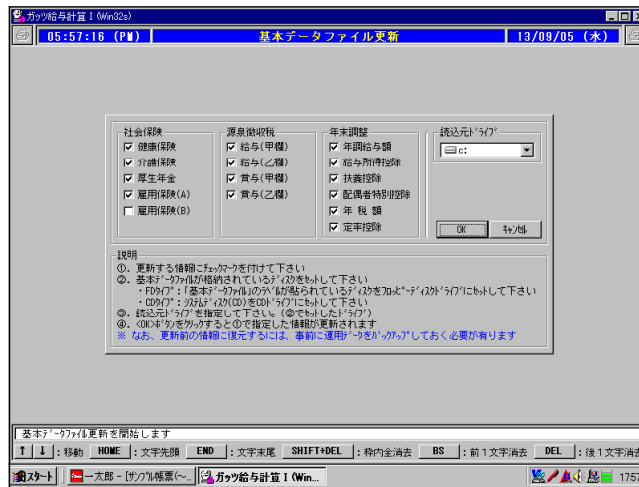 ガッツ給与計算Ⅰ(Win32s)
05:57:16 (PM) 基本データファイル更新 13/09/05 (水)
社会保険 源泉徴収税 年末調整 読込元ﾄﾞﾗｲﾌﾞ
健康保険 給与(甲欄) 年調給与額 c:
介護保険 給与(乙欄) 給与所得控除
厚生年金 賞与(甲欄) 扶養控除
雇用保険(A) 賞与(乙欄) 配偶者特別控除
雇用保険(B) 年 税 額
定率控除 OK ｷｬﾝｾﾙ
説明
①. 更新する情報にﾁｪｯｸﾏｰｸを付けて下さい
②. 基本ﾃﾞｰﾀﾌｧｲﾙが格納されているﾃﾞｨｽｸをｾｯﾄして下さい
・FDﾀｲﾌﾟ:「基本ﾃﾞｰﾀﾌｧｲﾙ」のﾗﾍﾞﾙが貼られているﾃﾞｨｽｸをﾌﾛｯﾋﾟｰﾃﾞｨｽｸﾄﾞﾗｲﾌﾞにｾｯﾄして下さい
・CDﾀｲﾌﾟ:ｼｽﾃﾑﾃﾞｨｽｸ(CD)をCDﾄﾞﾗｲﾌﾞにｾｯﾄして下さい
③. 読込元ﾄﾞﾗｲﾌﾞを指定して下さい。(②でｾｯﾄしたﾄﾞﾗｲﾌﾞ)
④. <OK>ﾎﾞﾀﾝをｸﾘｯｸすると①で指定した情報が更新されます
※ なお、更新前の情報に復元するには、事前に運用ﾃﾞｰﾀをﾊﾞｯｸｱｯﾌﾟしておく必要が有ります
基本ﾃﾞｰﾀﾌｧｲﾙ更新を開始します
↑ ↓ :移動 HOME :文字先頭 END :文字末尾 SHIFT+DEL :枠内全消去 BS :前１文字消去 DEL :後１文字消去
スタート 一太郎 - [ｻﾝﾌﾟﾙ帳票(～... ガッツ給与計算Ⅰ(Win... 1757